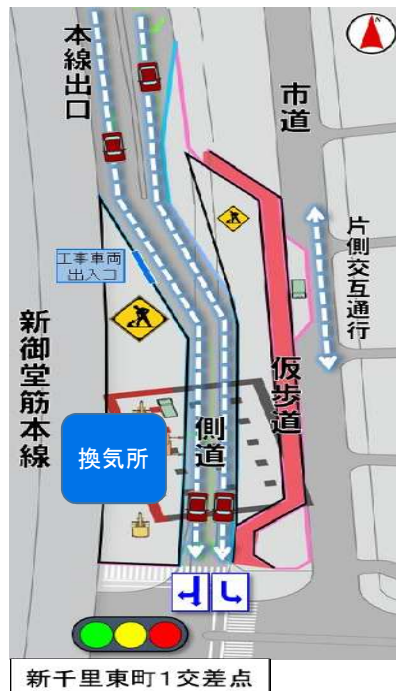 本線出口
市道
工事車両
出入口
片側交互通行
新御堂筋本線
仮歩道
側道
換気所
新千里東町1交差点